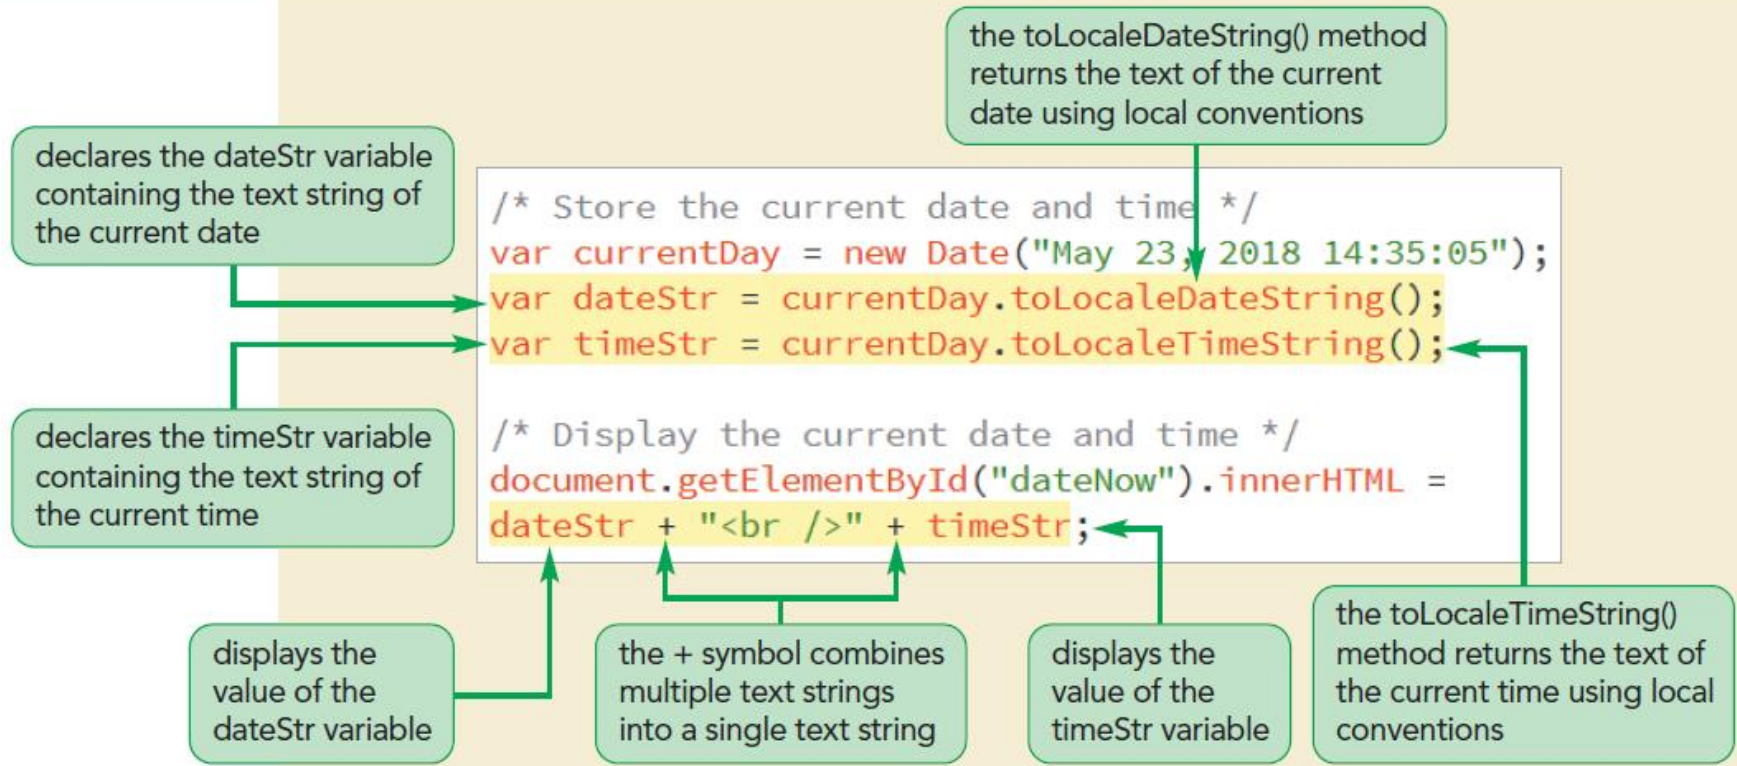 the toLocaleDateString() method
returns the text of the current
date using local conventions
declares the dateStr variable
containing the text string of
the current date
/* Store the current date and time */
var currentDay = new Date("May 23, 2018 14:35:05");
var dateStr = currentDay.toLocaleDateString();
var timeStr = currentDay.toLocaleTimeString();
declares the timeStr variable
containing the text string of
the current time
/* Display the current date and time */
document.getElementById("dateNow").innerHTML =
dateStr + "<br />" + timeStr;
displays the
value of the
dateStr variable
the + symbol combines
multiple text strings
into a single text string
displays the
value of the
timeStr variable
the toLocaleTimeString()
method returns the text of
the current time using local
conventions